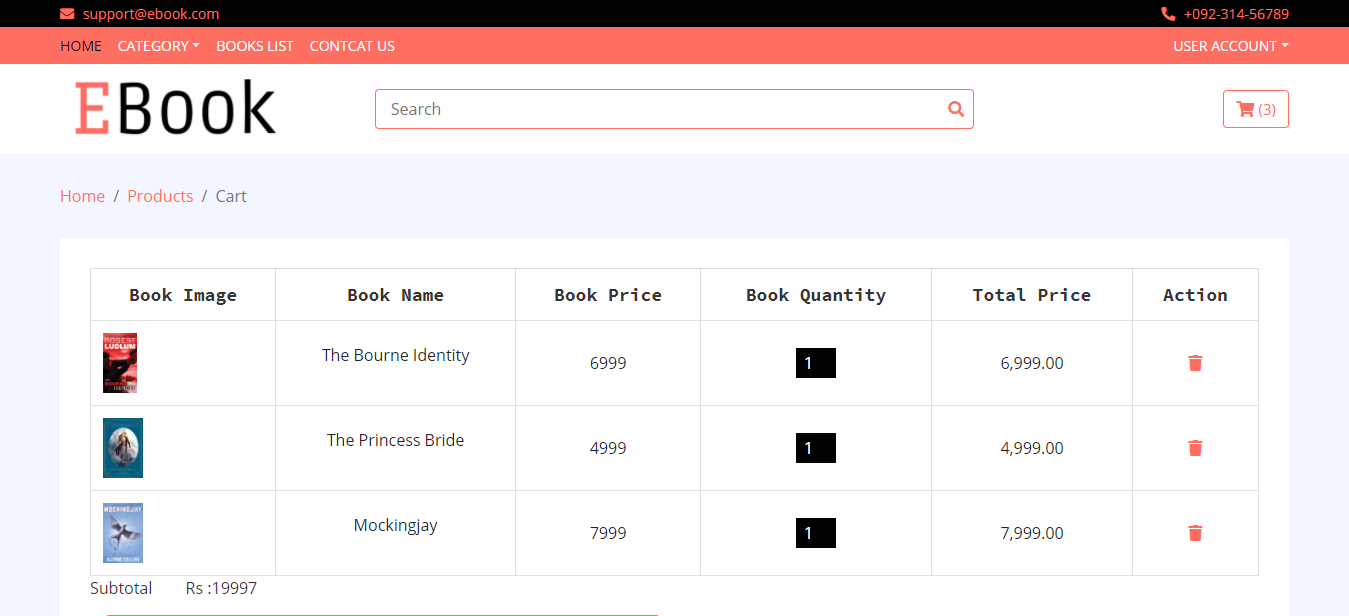 support@ebook.com +092-314-56789
HOME CATEGORY BOOKS LIST CONTCAT US USER ACCOUNT
EBook Search (3)
Home / Products / Cart
Book Image Book Name Book Price Book Quantity Total Price Action
ROBERT
LUDLUM
The Bourne Identity 6999 1 6,999.00
The Princess Bride 4999 1 4,999.00
MOCKINGJAY
Mockingjay 7999 1 7,999.00
Subtotal Rs :19997